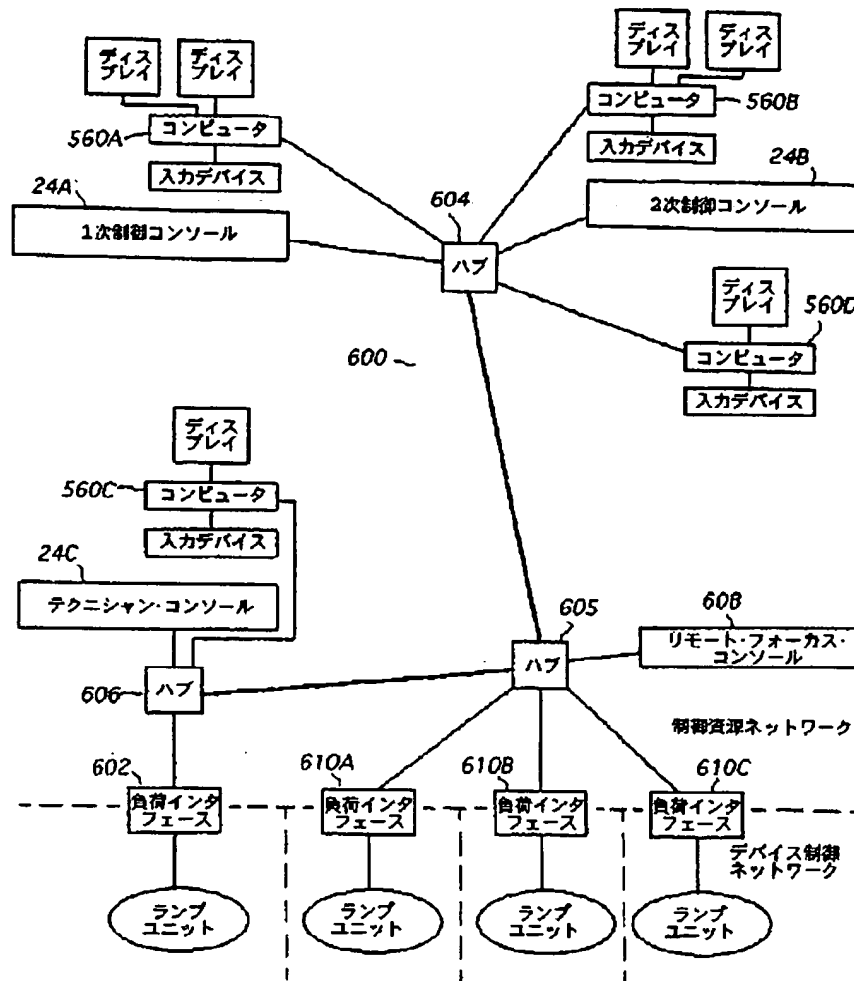 ディス
プレイ
ディス
プレイ
コンピュータ
560A
入力デバイス
24A
1次制御コンソール
ディス
プレイ
ディス
プレイ
コンピュータ
560B
入力デバイス
24B
2次制御コンソール
604
ハブ
ディス
プレイ
560D
コンピュータ
入力デバイス
600
ディス
プレイ
560C
コンピュータ
入力デバイス
24C
テクニシャン・コンソール
606
ハブ
605
ハブ
608
リモート・フォーカス・
コンソール
制御資源ネットワーク
602
負荷インタ
フェース
610A
負荷インタ
フェース
610B
負荷インタ
フェース
610C
負荷インタ
フェース
デバイス制御
ネットワーク
ランプ
ユニット
ランプ
ユニット
ランプ
ユニット
ランプ
ユニット